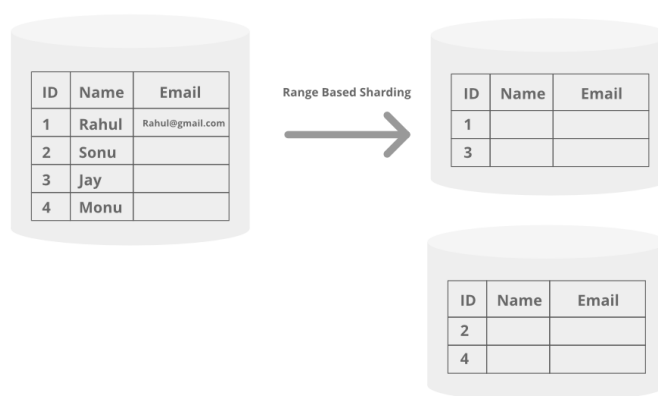 ID Name Email
1 Rahul Rahul@gmail.com
2 Sonu
3 Jay
4 Monu
Range Based Sharding
ID Name Email
1
3
ID Name Email
2
4